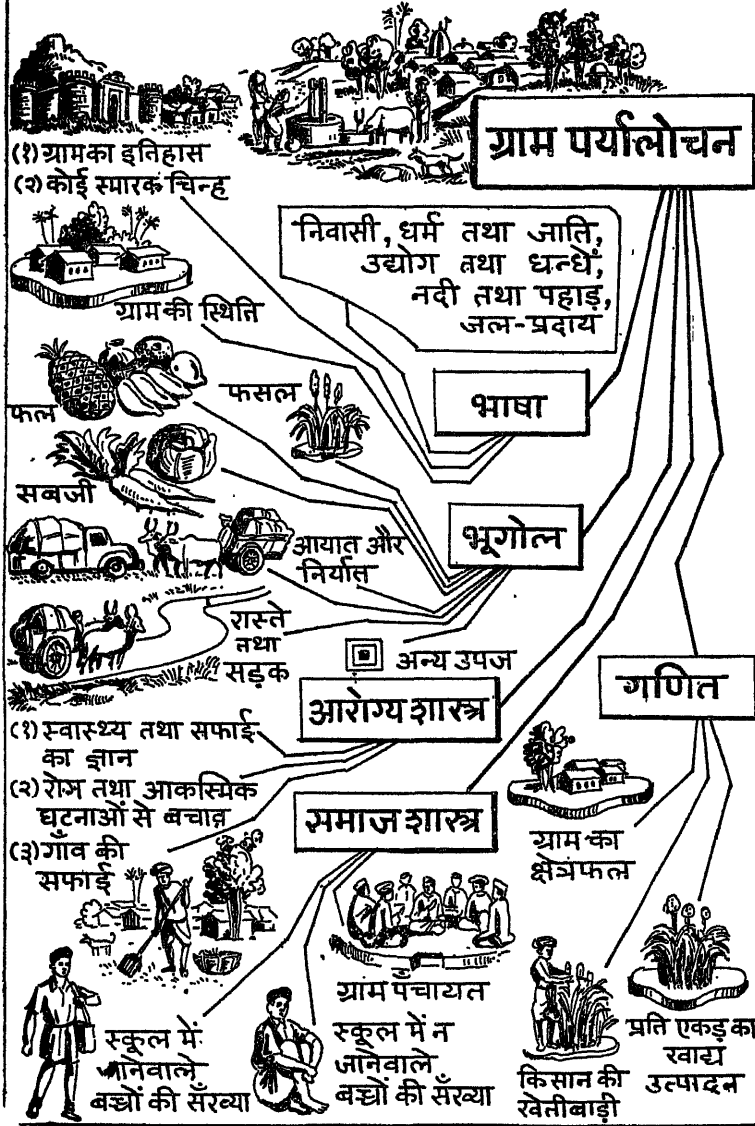 ग्राम पर्यालोचन
(१) ग्रामका इतिहास
(२) कोई स्मारक चिन्ह
निवासी, धर्म तथा जाति,
उद्योग तथा धन्धें,
नदी तथा पहाड़,
जल-प्रदाय
ग्राम की स्थिति
भाषा
फल
फसल
सब्जी
भूगोल
आयात और
निर्यात
रास्ते
तथा
सड़क
अन्य उपज
आरोग्य शास्त्र
(१) स्वास्थ्य तथा सफाई
का ज्ञान
(२) रोग तथा आकस्मिक
घटनाओं से बचाव
(३) गाँव की
सफाई
समाज शास्त्र
ग्राम पँचायत
स्कूल में
जानेवाले
बच्चों की सँख्या
स्कूल में न
जानेवाले
बच्चों की सँख्या
गणित
ग्राम का
क्षेत्रफल
किसान की
खेतीबाड़ी
प्रति एकड़ का
खाद्य
उत्पादन